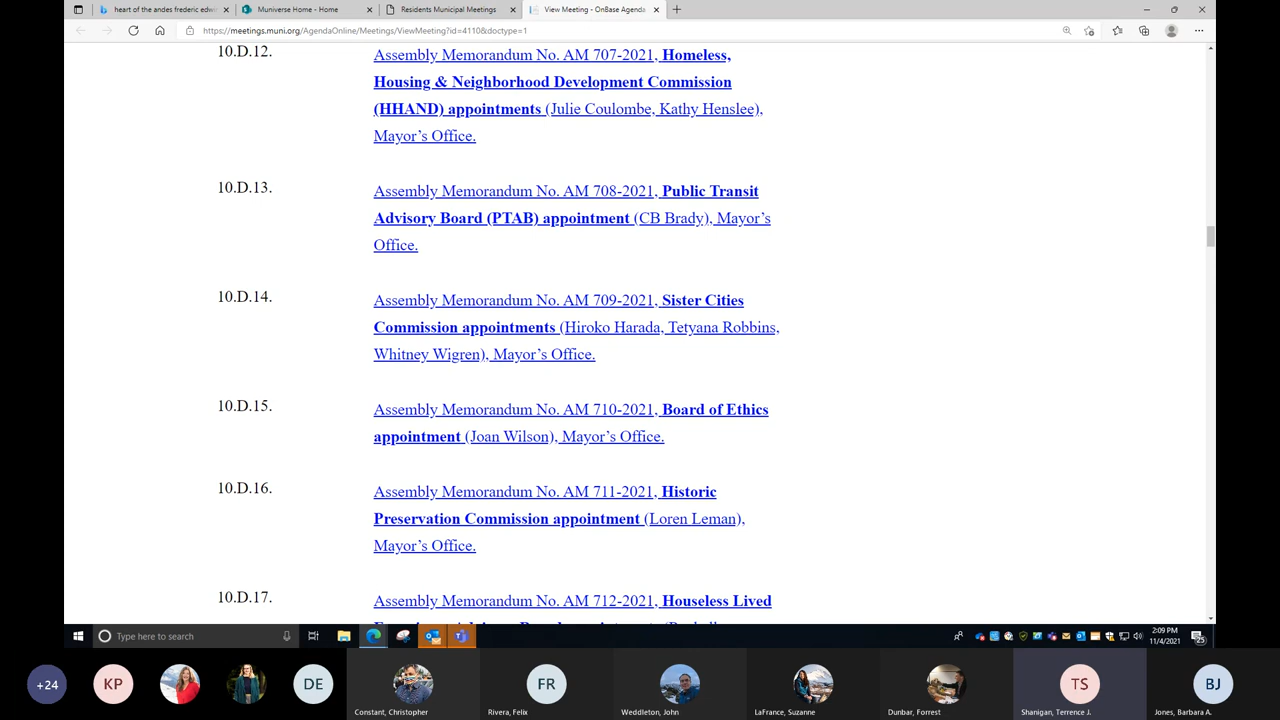 heart of the andes frederic edwi
Muniverse Home - Home
Residents Municipal Meetings
View Meeting - OnBase Agenda
https://meetings.muni.org/AgendaOnline/Meetings/ViewMeeting?id=4110&doctype=1
10.D.12.
Assembly Memorandum No. AM 707-2021, Homeless,
Housing & Neighborhood Development Commission
(HHAND) appointments (Julie Coulombe, Kathy Henslee),
Mayor’s Office.
10.D.13.
Assembly Memorandum No. AM 708-2021, Public Transit
Advisory Board (PTAB) appointment (CB Brady), Mayor’s
Office.
10.D.14.
Assembly Memorandum No. AM 709-2021, Sister Cities
Commission appointments (Hiroko Harada, Tetyana Robbins,
Whitney Wigren), Mayor’s Office.
10.D.15.
Assembly Memorandum No. AM 710-2021, Board of Ethics
appointment (Joan Wilson), Mayor’s Office.
10.D.16.
Assembly Memorandum No. AM 711-2021, Historic
Preservation Commission appointment (Loren Leman),
Mayor’s Office.
10.D.17.
Assembly Memorandum No. AM 712-2021, Houseless Lived
Type here to search
2:09 PM
11/4/2021
25
+24
KP
DE
FR
TS
BJ
Constant, Christopher
Rivera, Felix
Weddleton, John
LaFrance, Suzanne
Dunbar, Forrest
Shanigan, Terrence J.
Jones, Barbara A.